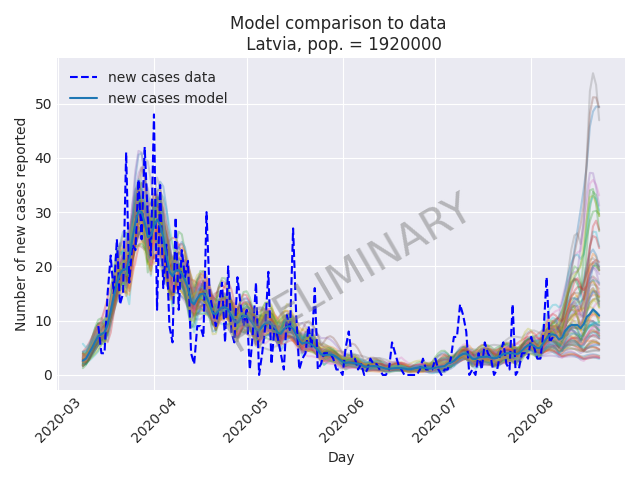 Model comparison to data
Latvia, pop. = 1920000
new cases data
new cases model
Number of new cases reported
50
40
30
20
10
0
ELIMINARY
2020-03
2020-04
2020-05
2020-06
2020-07
2020-08
Day